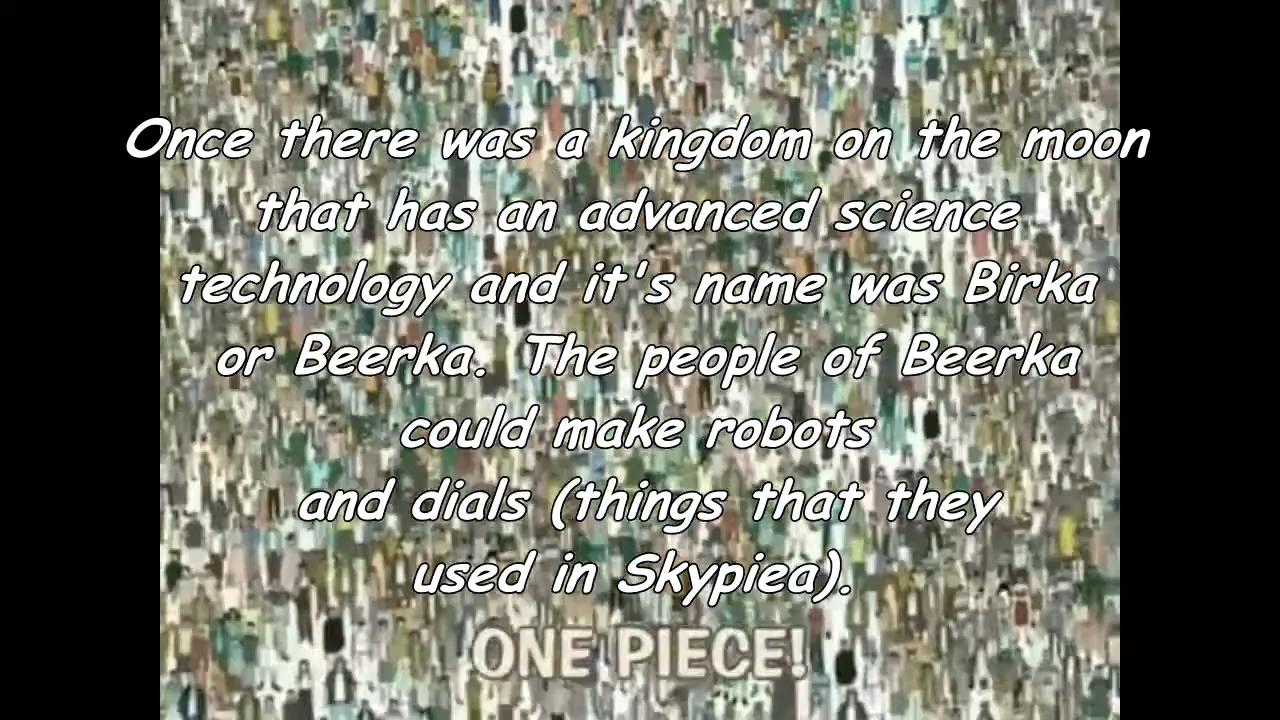 Once there was a kingdom on the moon
that has an advanced science
technology and it's name was Birka
or Beerka. The people of Beerka
could make robots
and dials (things that they
used in Skypiea).
ONE PIECE!